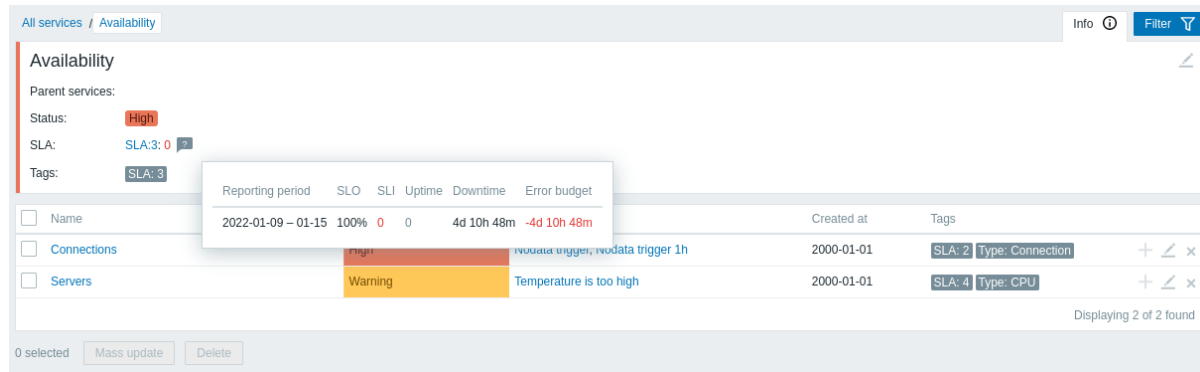 All services / Availability Info Filter
Availability
Parent services:
Status: High
SLA: SLA:3: 0 ?
Tags: SLA: 3
Reporting period SLO SLI Uptime Downtime Error budget
2022-01-09 – 01-15 100% 0 0 4d 10h 48m -4d 10h 48m
Name Created at Tags
Connections High Nodata trigger, Nodata trigger 1h 2000-01-01 SLA: 2 Type: Connection
Servers Warning Temperature is too high 2000-01-01 SLA: 4 Type: CPU
Displaying 2 of 2 found
0 selected Mass update Delete